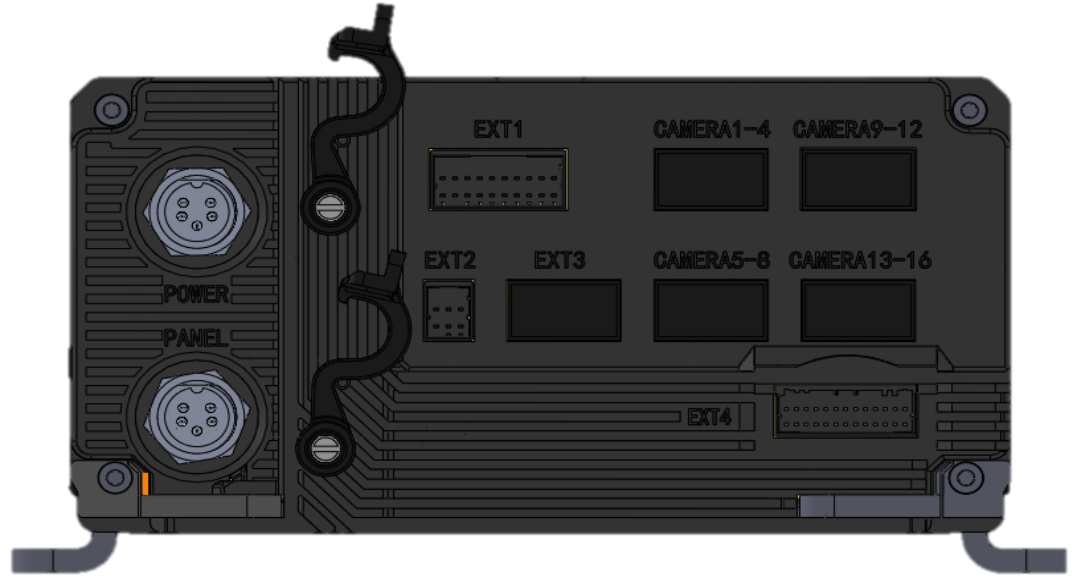 EXT1
CAMERA1-4
CAMERA9-12
EXT2
EXT3
CAMERA5-8
CAMERA13-16
POWER
PANEL
EXT4